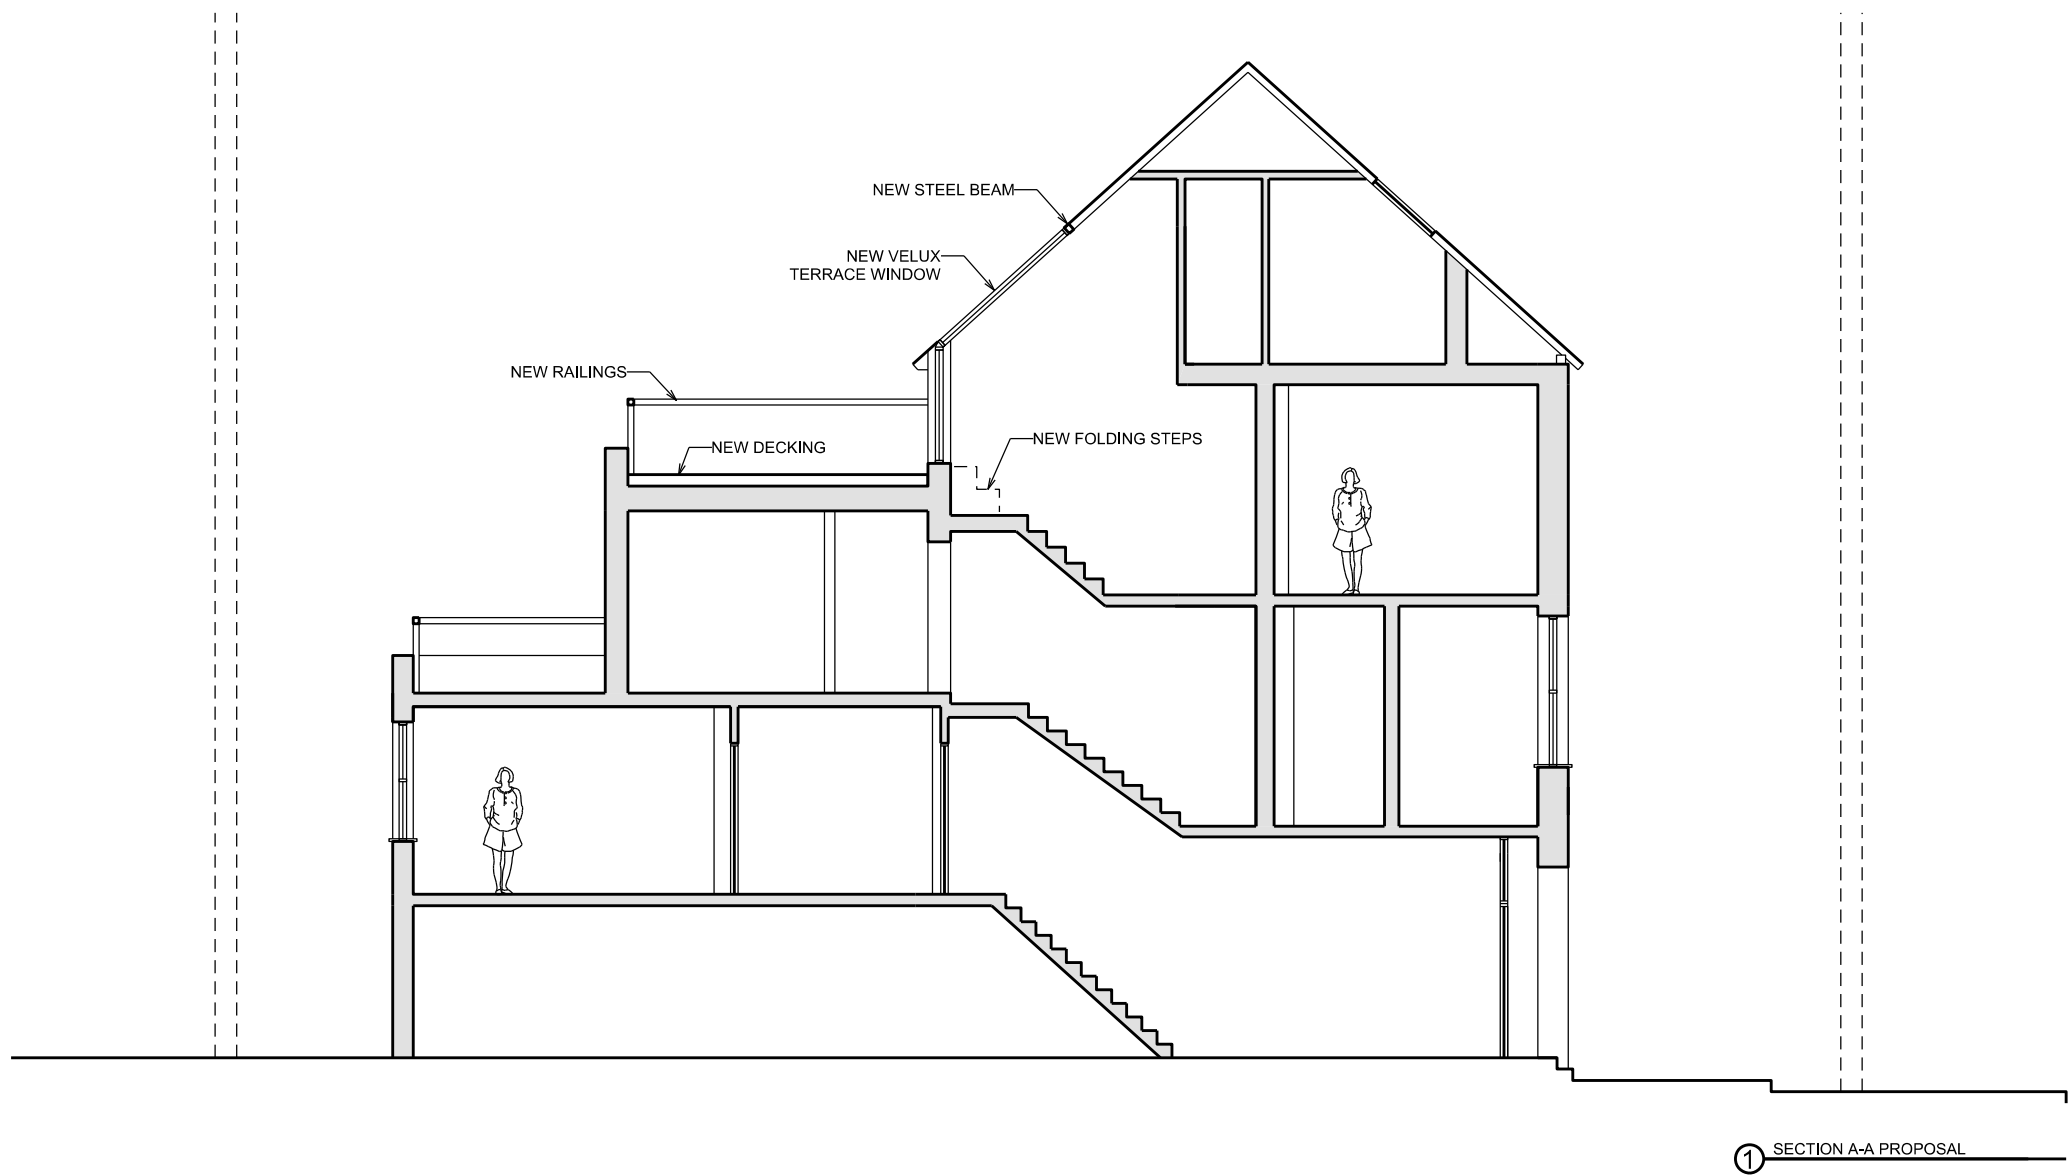 NEW STEEL BEAM
NEW VELUX
TERRACE WINDOW
NEW RAILINGS
NEW DECKING
NEW FOLDING STEPS
1 SECTION A-A PROPOSAL